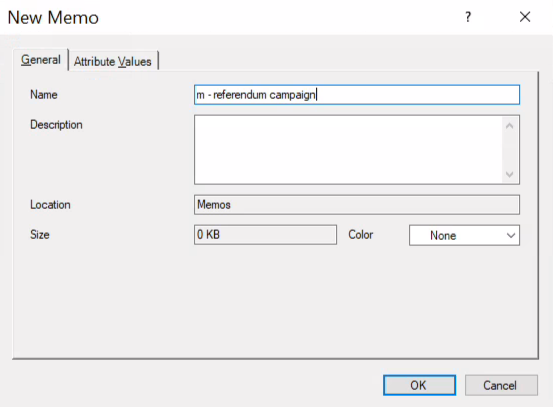 New Memo ? ×
General Attribute Values
Name m - referendum campaign
Description
Location Memos
Size 0 KB Color None
OK Cancel